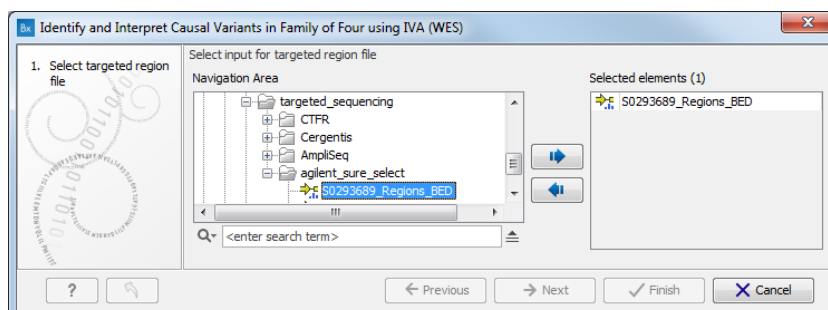 Bx Identify and Interpret Causal Variants in Family of Four using IVA (WES)
1. Select targeted region
file
Select input for targeted region file
Navigation Area
targeted_sequencing
CTFR
Cergentis
AmpliSeq
agilent_sure_select
S0293689_Regions_BED
<enter search term>
Selected elements (1)
S0293689_Regions_BED
?
Previous
Next
Finish
Cancel